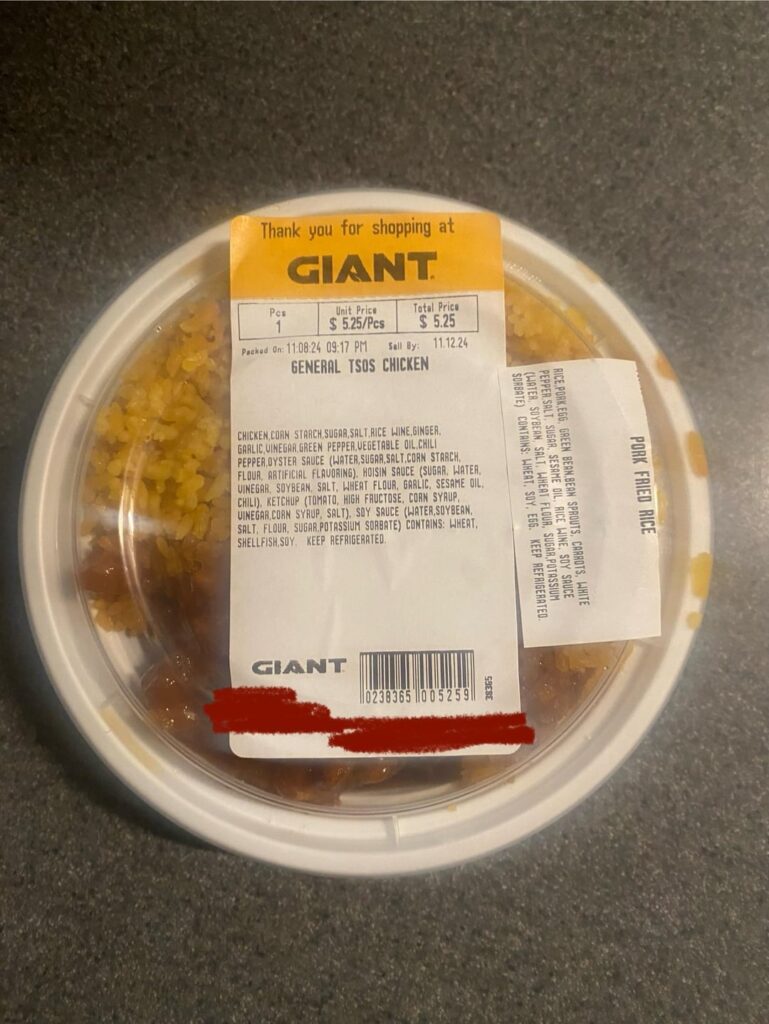 Thank you for shopping at
GIANT.
Pcs Unit Price Total Price
1 $ 5.25/Pcs $ 5.25
Packed On: 11.08.24 09:17 PM Sell By: 11.12.24
GENERAL TSOS CHICKEN
CHICKEN,CORN STARCH,SUGAR,SALT,RICE WINE,GINGER,
GARLIC,VINEGAR,GREEN PEPPER,VEGETABLE OIL,CHILI
PEPPER,OYSTER SAUCE (WATER,SUGAR,SALT,CORN STARCH,
FLOUR, ARTIFICIAL FLAVORING). HOISIN SAUCE (SUGAR, WATER,
VINEGAR, SOYBEAN, SALT, WHEAT FLOUR, GARLIC, SESAME OIL,
CHILI), KETCHUP (TOMATO, HIGH FRUCTOSE, CORN SYRUP,
VINEGAR,CORN SYRUP, SALT). SOY SAUCE (WATER,SOYBEAN,
SALT, FLOUR, SUGAR,POTASSIUM SORBATE) CONTAINS: WHEAT,
SHELLFISH,SOY. KEEP REFRIGERATED.
GIANT
0238365 005259
38365
PORK FRIED RICE
RICE,PORK,EGG, GREEN BEAN,BEAN SPROUTS, CARROTS, WHITE
PEPPER,SALT, SUGAR, SESAME OIL, RICE WINE, SOY SAUCE
(WATER, SOYBEAN, SALT, WHEAT FLOUR, SUGAR,POTASSIUM
SORBATE) CONTAINS: WHEAT, SOY, EGG. KEEP REFRIGERATED.